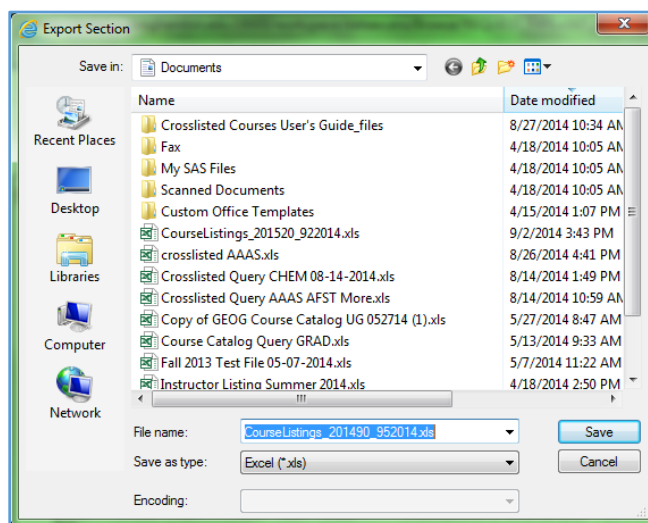 Export Section
x
Save in: Documents
Name Date modified
Recent Places
Desktop
Libraries
Computer
Network
Crosslisted Courses User's Guide_files 8/27/2014 10:34 AM
Fax 4/18/2014 10:05 AM
My SAS Files 4/18/2014 10:05 AM
Scanned Documents 4/18/2014 10:05 AM
Custom Office Templates 4/15/2014 1:07 PM
CourseListings_201520_922014.xls 9/2/2014 3:43 PM
crosslisted AAAS.xls 8/26/2014 4:41 PM
Crosslisted Query CHEM 08-14-2014.xls 8/14/2014 1:49 PM
Crosslisted Query AAAS AFST More.xls 8/14/2014 10:59 AM
Copy of GEOG Course Catalog UG 052714 (1).xls 5/27/2014 8:47 AM
Course Catalog Query GRAD.xls 5/13/2014 9:33 AM
Fall 2013 Test File 05-07-2014.xls 5/7/2014 11:22 AM
Instructor Listing Summer 2014.xls 4/18/2014 2:50 PM
File name: CourseListings_201490_952014.xls Save
Save as type: Excel (*.xls) Cancel
Encoding: